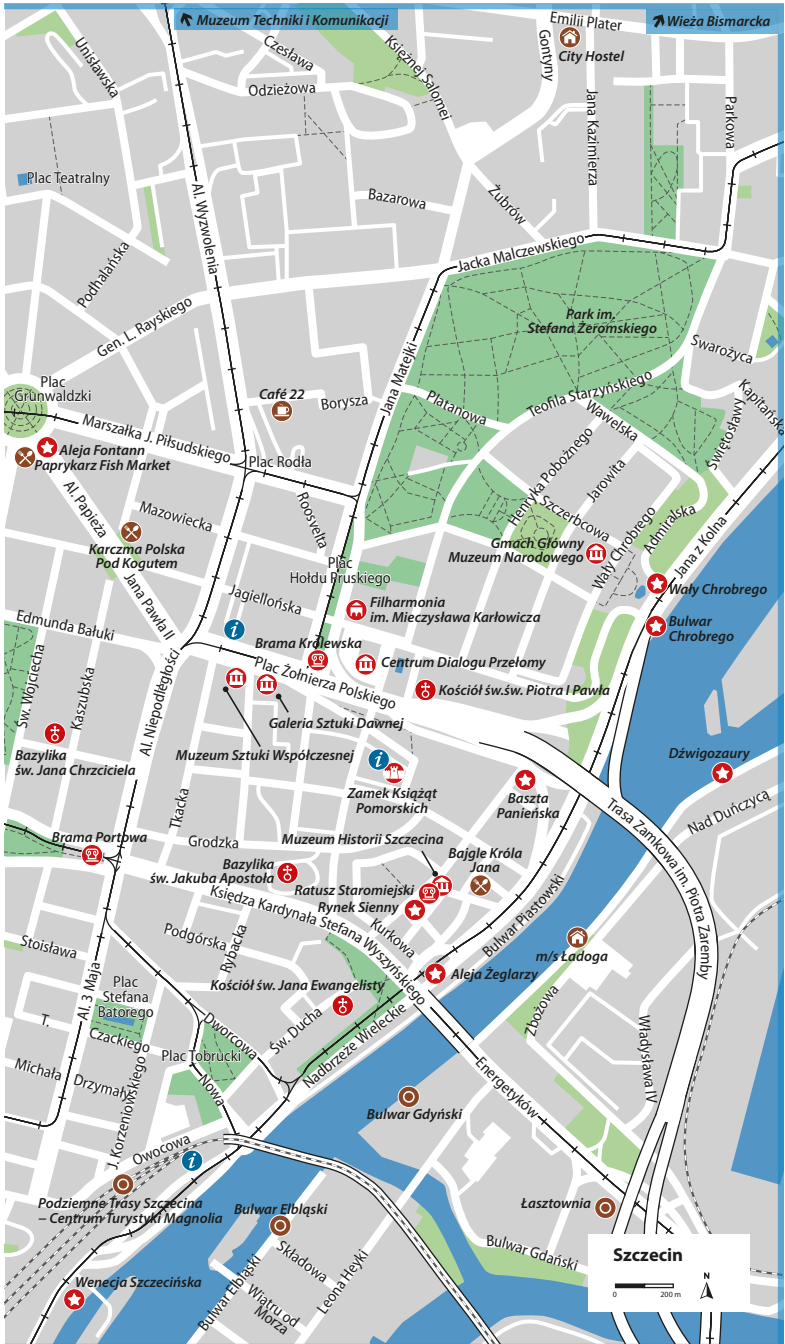 Muzeum Techniki i Komunikacji
Wieża Bismarcka
Emilii Plater
City Hostel
Unisławska
Czesława
Odzieżowa
Księżnej Salomei
Gontyny
Jana Kazimierza
Parkowa
Plac Teatralny
Al. Wyzwolenia
Bazarowa
Żubrów
Podhalańska
Jacka Malczewskiego
Gen. L. Rayskiego
Park im.
Stefana Żeromskiego
Swarożyca
Plac
Grunwaldzki
Café 22
Borysza
Jana Matejki
Platanowa
Teofila Starzyńskiego
Wawelska
Kapitańska
Świętosławy
Marszałka J. Piłsudskiego
Aleja Fontann
Paprykarz Fish Market
Plac Rodła
Henryka Pobożnego
Jarowita
Al. Papieża
Jana Pawła II
Mazowiecka
Roosvelta
Szczerbcowa
Admiralska
Jana z Kolna
Karczma Polska
Pod Kogutem
Gmach Główny
Muzeum Narodowego
Wały Chrobrego
Plac
Hołdu Pruskiego
Wały Chrobrego
Jagiellońska
Filharmonia
im. Mieczysława Karłowicza
Bulwar
Chrobrego
Edmunda Bałuki
Brama Królewska
Centrum Dialogu Przełomy
Plac Żołnierza Polskiego
Kościół św.św. Piotra I Pawła
Św. Wojciecha
Kaszubska
Al. Niepodległości
Galeria Sztuki Dawnej
Muzeum Sztuki Współczesnej
Bazylika
św. Jana Chrzciciela
Dźwigozaury
Zamek Książąt
Pomorskich
Baszta
Panieńska
Tkacka
Nad Duńczycą
Trasa Zamkowa im. Piotra Zaremby
Brama Portowa
Grodzka
Muzeum Historii Szczecina
Bajgle Króla
Jana
Bazylika
św. Jakuba Apostoła
Ratusz Staromiejski
Rynek Sienny
Księdza Kardynała Stefana Wyszyńskiego
Kurkowa
Bulwar Piastowski
Podgórska
Rybacka
Stoisława
m/s Ładoga
Aleja Żeglarzy
Plac
Stefana
Batorego
Kościół św. Jana Ewangelisty
Al. 3 Maja
T.
Czackiego
Dworcowa
Św. Ducha
Nadbrzeże Wieleckie
Zbożowa
Władysława IV
Plac Tobrucki
Michała
Drzymały
Nowa
Energetyków
J. Korzeniowskiego
Bulwar Gdyński
Owocowa
Podziemne Trasy Szczecina
– Centrum Turystyki Magnolia
Bulwar Elbląski
Łasztownia
Składowa
Bulwar Gdański
Bulwar Elbląski
Wiatru od
Morza
Leona Heyki
Wenecja Szczecińska
Szczecin
N
0 200 m